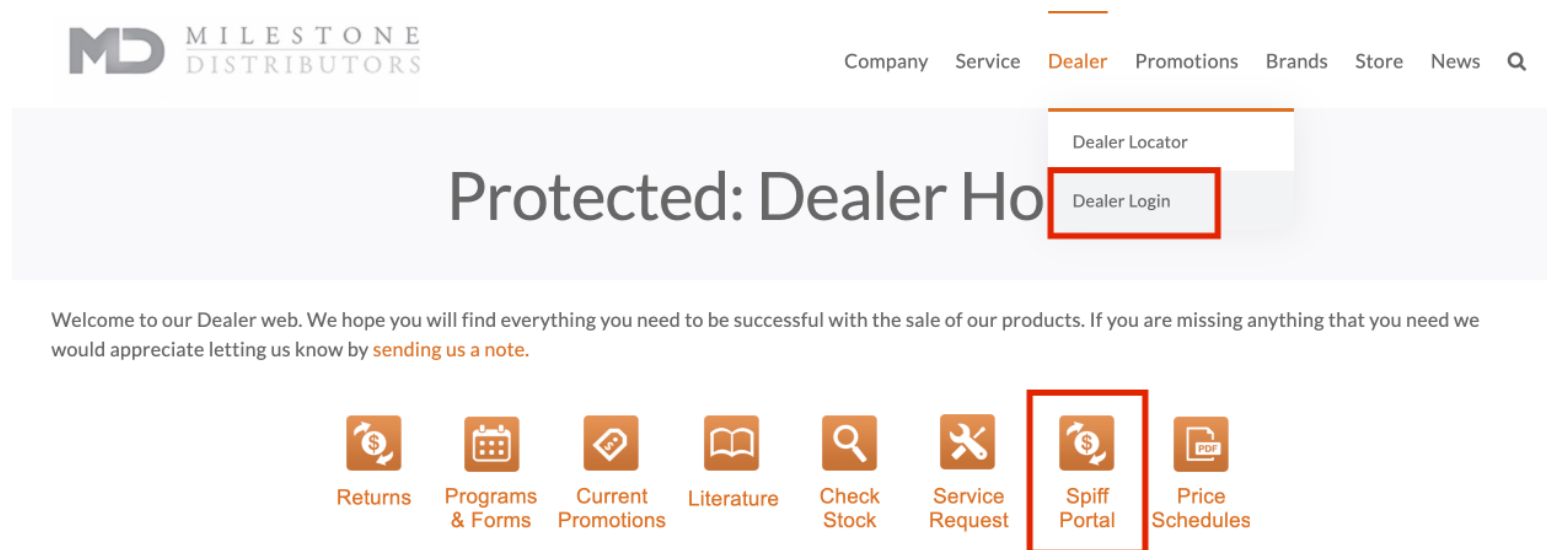 MD MILESTONE
DISTRIBUTORS
Company Service Dealer Promotions Brands Store News
Dealer Locator
Dealer Login
Protected: Dealer Ho
Welcome to our Dealer web. We hope you will find everything you need to be successful with the sale of our products. If you are missing anything that you need we
would appreciate letting us know by sending us a note.
Returns Programs Current Literature Check Service Spiff Price
& Forms Promotions Stock Request Portal Schedules
PDF